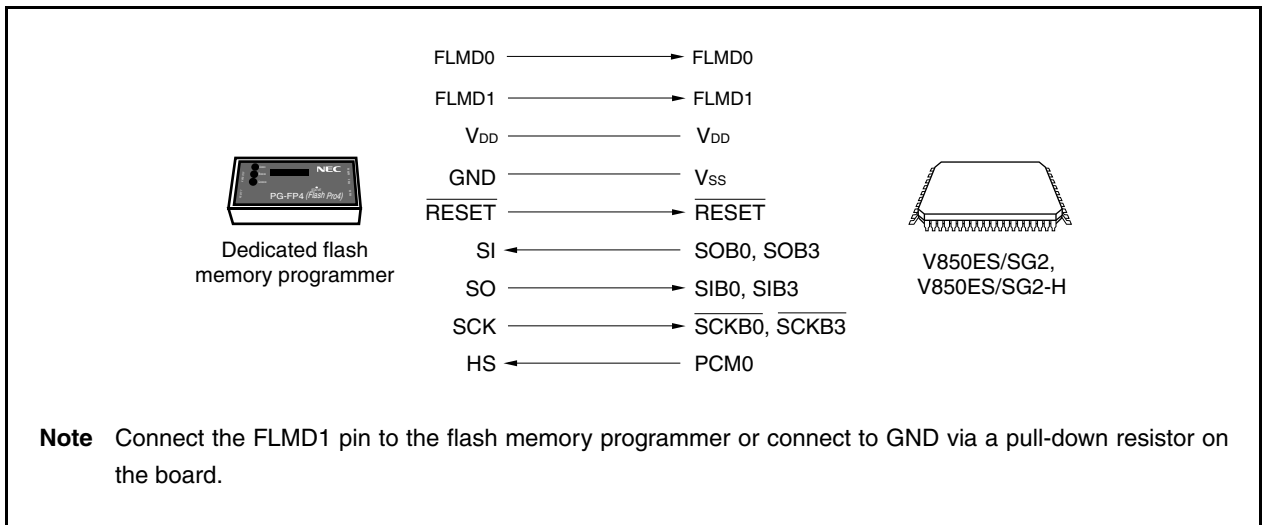 FLMD0 FLMD0
FLMD1 FLMD1
VDD VDD
GND VSS
RESET RESET
SI SOB0, SOB3
SO SIB0, SIB3
SCK SCKB0, SCKB3
HS PCM0
NEC
PG-FP4 (Flash Pro4)
Dedicated flash
memory programmer
V850ES/SG2,
V850ES/SG2-H
Note Connect the FLMD1 pin to the flash memory programmer or connect to GND via a pull-down resistor on
the board.